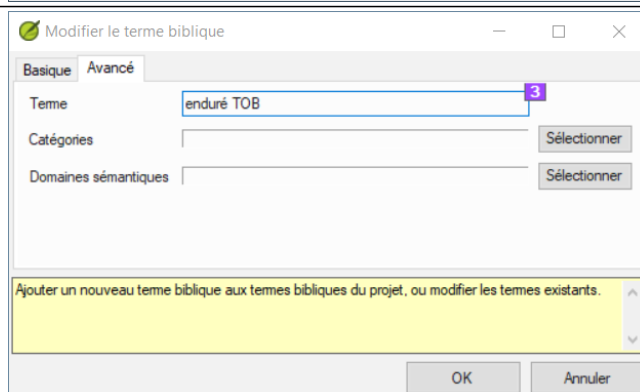 Modifier le terme biblique
Basique Avancé
Terme enduré TOB 3
Catégories Sélectionner
Domaines sémantiques Sélectionner
Ajouter un nouveau terme biblique aux termes bibliques du projet, ou modifier les termes existants.
OK Annuler